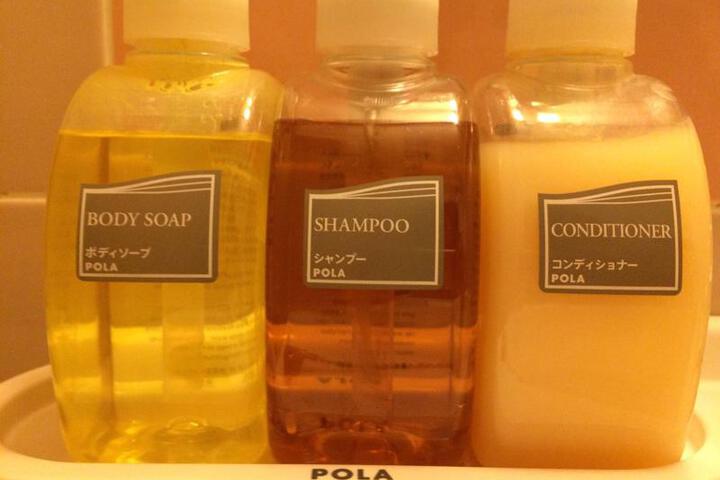 BODY SOAP
ボディソープ
POLA
SHAMPOO
シャンプー
POLA
CONDITIONER
コンディショナー
POLA
POLA